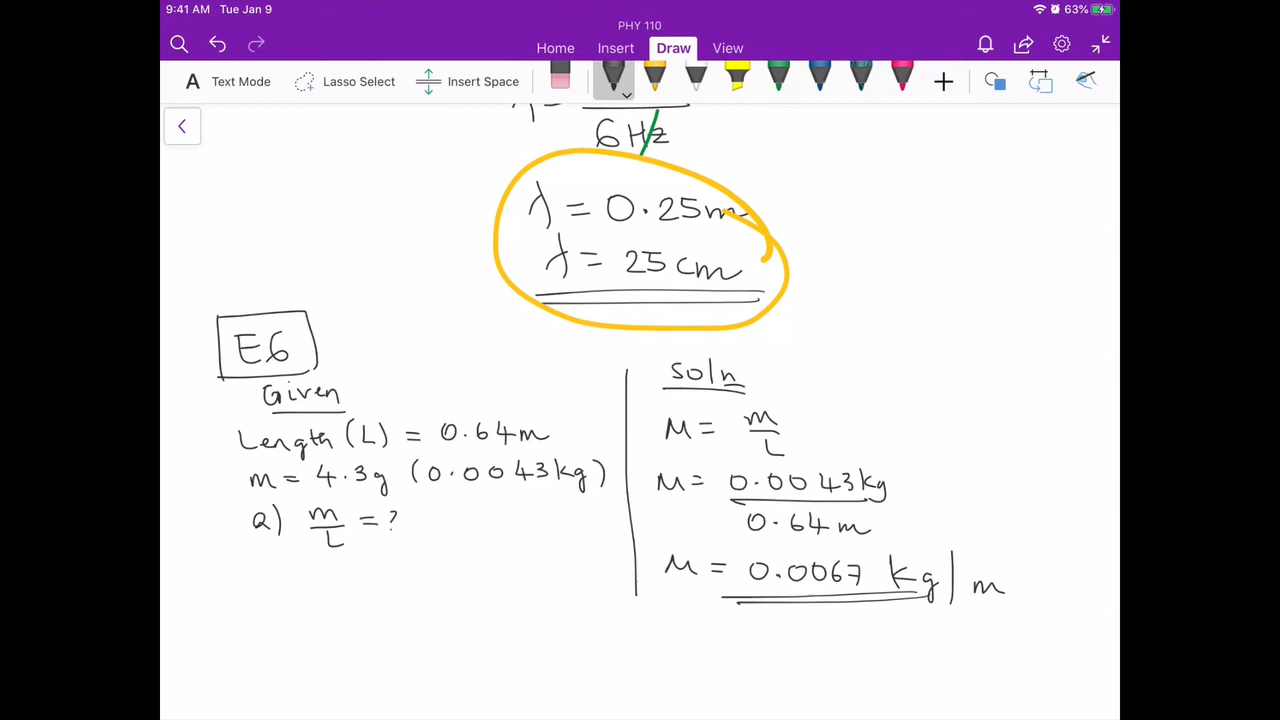 9:41 AM Tue Jan 9
63%
PHY 110
Home Insert Draw View
A Text Mode Lasso Select Insert Space
6 Hz
λ = 0.25m
λ = 25 cm
E6
Given
Length (L) = 0.64m
m = 4.3g (0.0043kg)
a) m/L = ?
Soln
μ = m/L
μ = 0.0043kg
0.64 m
μ = 0.0067 kg/m